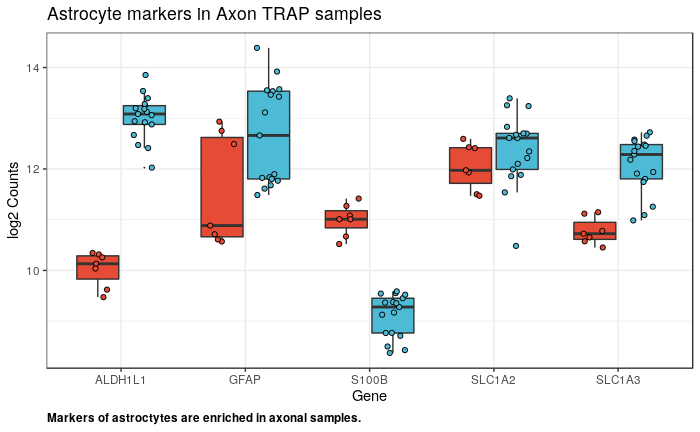 Astrocyte markers in Axon TRAP samples
14
12
10
log2 Counts
ALDH1L1 GFAP S100B SLC1A2 SLC1A3
Gene
Markers of astroctytes are enriched in axonal samples.